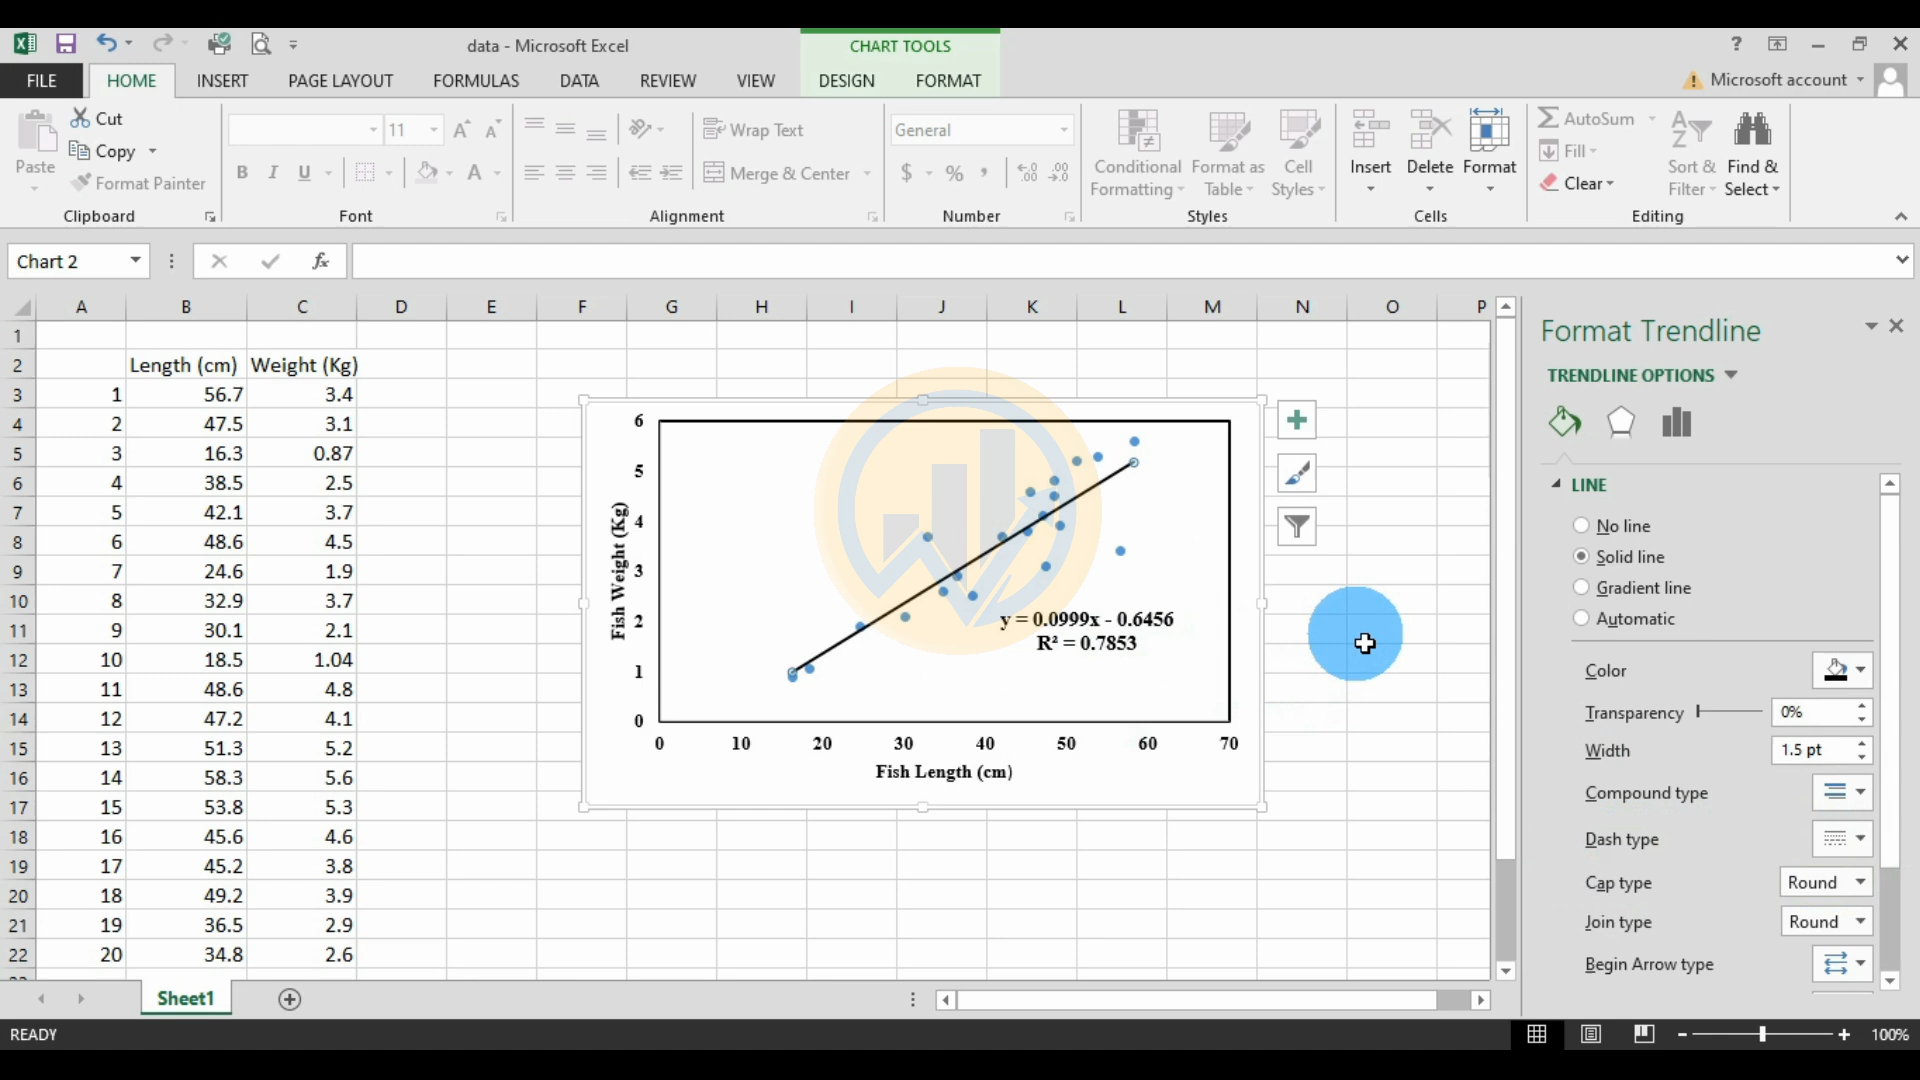 data - Microsoft Excel
CHART TOOLS
?
FILE HOME INSERT PAGE LAYOUT FORMULAS DATA REVIEW VIEW DESIGN FORMAT
Microsoft account
Cut
Copy
Format Painter
Paste
Clipboard
11
B I U
Font
Wrap Text
Merge & Center
Alignment
General
$ % ,
Number
Conditional Formatting
Format as Table
Cell Styles
Styles
Insert Delete Format
Cells
AutoSum
Fill
Clear
Sort & Filter
Find & Select
Editing
Chart 2
fx
A B C D E F G H I J K L M N O P
1
2 Length (cm) Weight (Kg)
3 1 56.7 3.4
4 2 47.5 3.1
5 3 16.3 0.87
6 4 38.5 2.5
7 5 42.1 3.7
8 6 48.6 4.5
9 7 24.6 1.9
10 8 32.9 3.7
11 9 30.1 2.1
12 10 18.5 1.04
13 11 48.6 4.8
14 12 47.2 4.1
15 13 51.3 5.2
16 14 58.3 5.6
17 15 53.8 5.3
18 16 45.6 4.6
19 17 45.2 3.8
20 18 49.2 3.9
21 19 36.5 2.9
22 20 34.8 2.6
6
5
4
3
2
1
0
Fish Weight (Kg)
y = 0.0999x - 0.6456
R² = 0.7853
0 10 20 30 40 50 60 70
Fish Length (cm)
Format Trendline
TRENDLINE OPTIONS
LINE
No line
Solid line
Gradient line
Automatic
Color
Transparency 0%
Width 1.5 pt
Compound type
Dash type
Cap type Round
Join type Round
Begin Arrow type
Sheet1
READY
100%